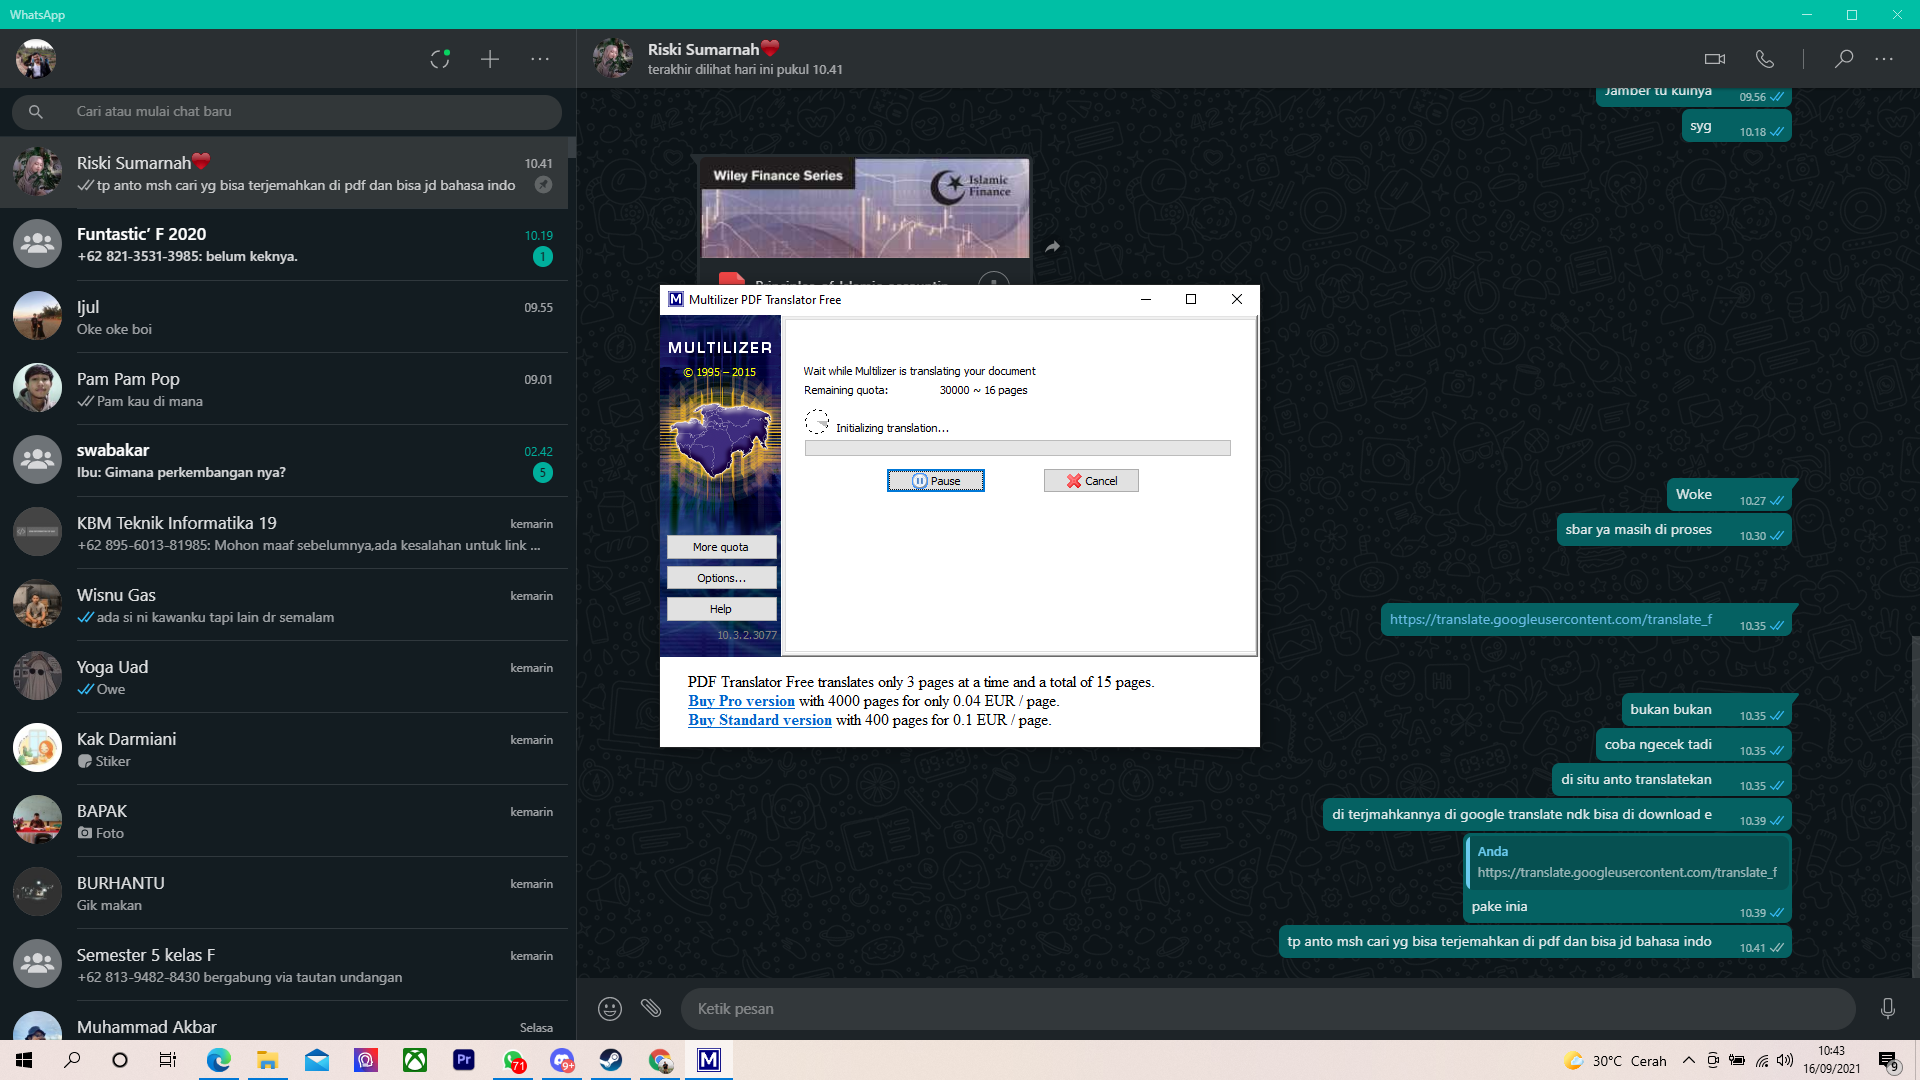 WhatsApp
Cari atau mulai chat baru
Riski Sumarnah
10.41
tp anto msh cari yg bisa terjemahkan di pdf dan bisa jd bahasa indo
Funtastic’ F 2020
10.19
+62 821-3531-3985: belum keknya.
1
Ijul
09.55
Oke oke boi
Pam Pam Pop
09.01
Pam kau di mana
swabakar
02.42
Ibu: Gimana perkembangan nya?
5
KBM Teknik Informatika 19
kemarin
+62 895-6013-81985: Mohon maaf sebelumnya,ada kesalahan untuk link ...
Wisnu Gas
kemarin
ada si ni kawanku tapi lain dr semalam
Yoga Uad
kemarin
Owe
Kak Darmiani
kemarin
Stiker
BAPAK
kemarin
Foto
BURHANTU
kemarin
Gik makan
Semester 5 kelas F
kemarin
+62 813-9482-8430 bergabung via tautan undangan
Muhammad Akbar
Selasa
Riski Sumarnah
terakhir dilihat hari ini pukul 10.41
Jamber tu kulnya
09.56
syg
10.18
Wiley Finance Series
Islamic
Finance
Multilizer PDF Translator Free
MULTILIZER
© 1995 – 2015
Wait while Multilizer is translating your document
Remaining quota: 30000 ~ 16 pages
Initializing translation...
Pause
Cancel
More quota
Options...
Help
10.3.2.3077
PDF Translator Free translates only 3 pages at a time and a total of 15 pages.
Buy Pro version with 4000 pages for only 0.04 EUR / page.
Buy Standard version with 400 pages for 0.1 EUR / page.
Woke
10.27
sbar ya masih di proses
10.30
https://translate.googleusercontent.com/translate_f
10.35
bukan bukan
10.35
coba ngecek tadi
10.35
di situ anto translatekan
10.35
di terjmahkannya di google translate ndk bisa di download e
10.39
Anda
https://translate.googleusercontent.com/translate_f
pake inia
10.39
tp anto msh cari yg bisa terjemahkan di pdf dan bisa jd bahasa indo
10.41
Ketik pesan
Pr
71
9+
M
30°C Cerah
10:43
16/09/2021
9